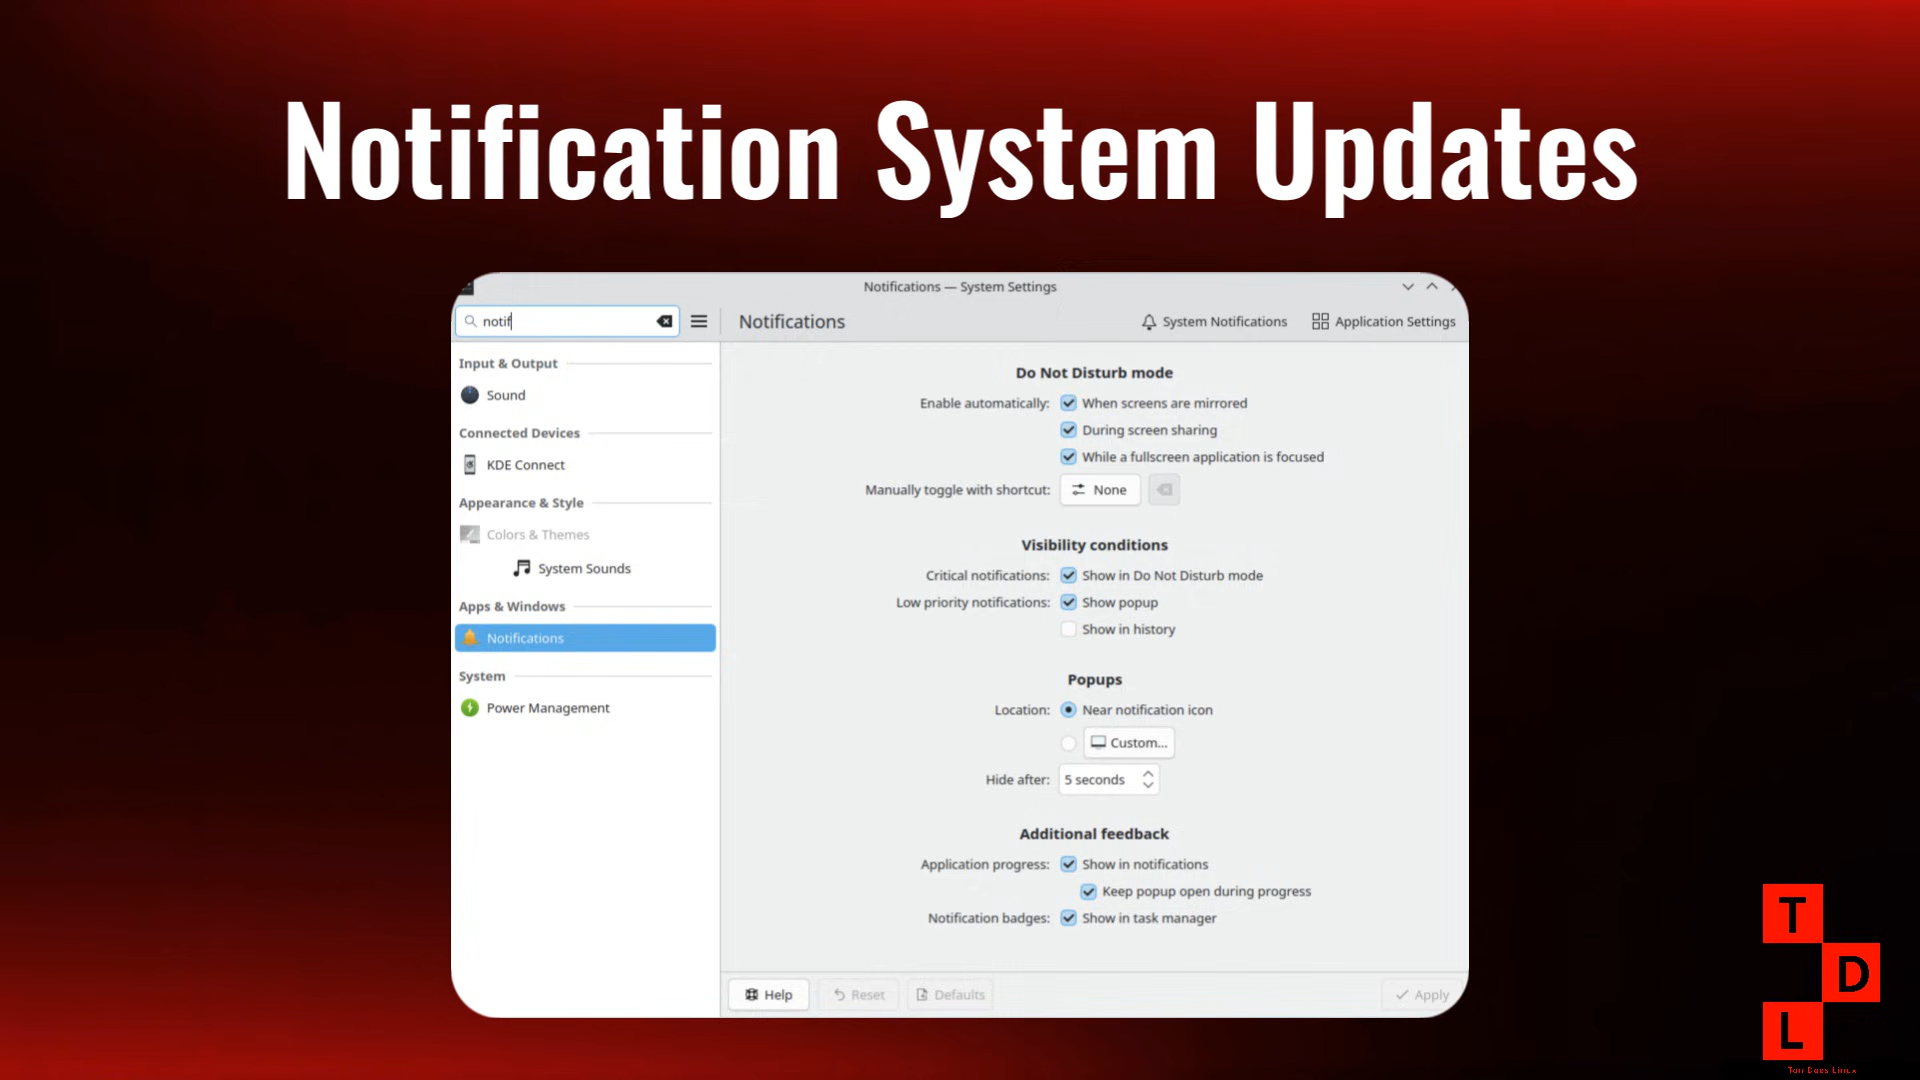 Notification System Updates
Notifications — System Settings
notif
Notifications
System Notifications
Application Settings
Input & Output
Sound
Connected Devices
KDE Connect
Appearance & Style
Colors & Themes
System Sounds
Apps & Windows
Notifications
System
Power Management
Do Not Disturb mode
Enable automatically: When screens are mirrored
During screen sharing
While a fullscreen application is focused
Manually toggle with shortcut: None
Visibility conditions
Critical notifications: Show in Do Not Disturb mode
Low priority notifications: Show popup
Show in history
Popups
Location: Near notification icon
Custom...
Hide after: 5 seconds
Additional feedback
Application progress: Show in notifications
Keep popup open during progress
Notification badges: Show in task manager
Help Reset Defaults Apply
T
D
L